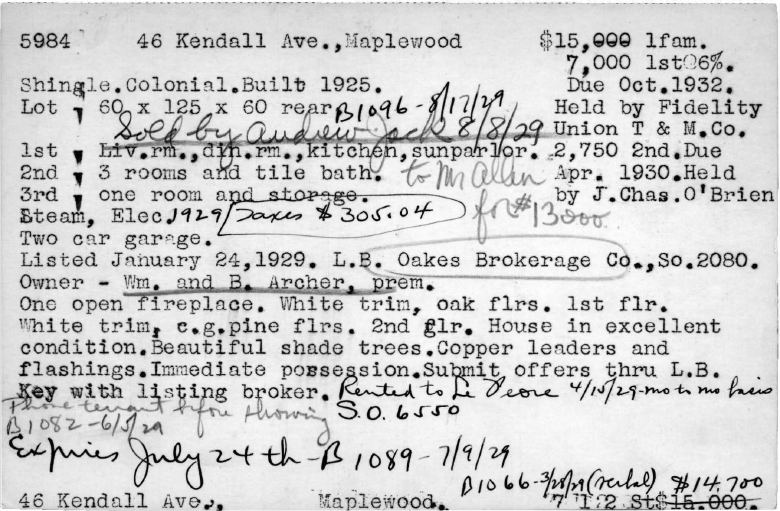 5984 46 Kendall Ave.,Maplewood $15,000 1fam.
7,000 1st@6%.
Shingle.Colonial.Built 1925. Due Oct.1932.
Lot 60 x 125 x 60 rear B1096-8/17/29 Held by Fidelity
Sold by Andrew Jack 8/8/29 Union T & M.Co.
1st Liv.rm.,din.rm.,kitchen,sunparlor. 2,750 2nd.Due
2nd 3 rooms and tile bath. to Mr Allan Apr. 1930.Held
3rd one room and storage. for $13000 by J.Chas.O'Brien
Steam, Elec. 1929 Taxes $305.04
Two car garage.
Listed January 24,1929. L.B. Oakes Brokerage Co.,So.2080.
Owner - Wm. and B. Archer, prem.
One open fireplace. White trim, oak flrs. 1st flr.
White trim, c.g.pine flrs. 2nd flr. House in excellent
condition.Beautiful shade trees.Copper leaders and
flashings.Immediate possession.Submit offers thru L.B.
Key with listing broker. Rented to Le 4/15/29-mo to mo basis
Phone tenant before showing S.O. 6550
B1082-6/5/29
Expires July 24th-B 1089-7/9/29
B1066-3/20/29 (verbal) $14.700
46 Kendall Ave., Maplewood. 7 1 2 St $15.000.